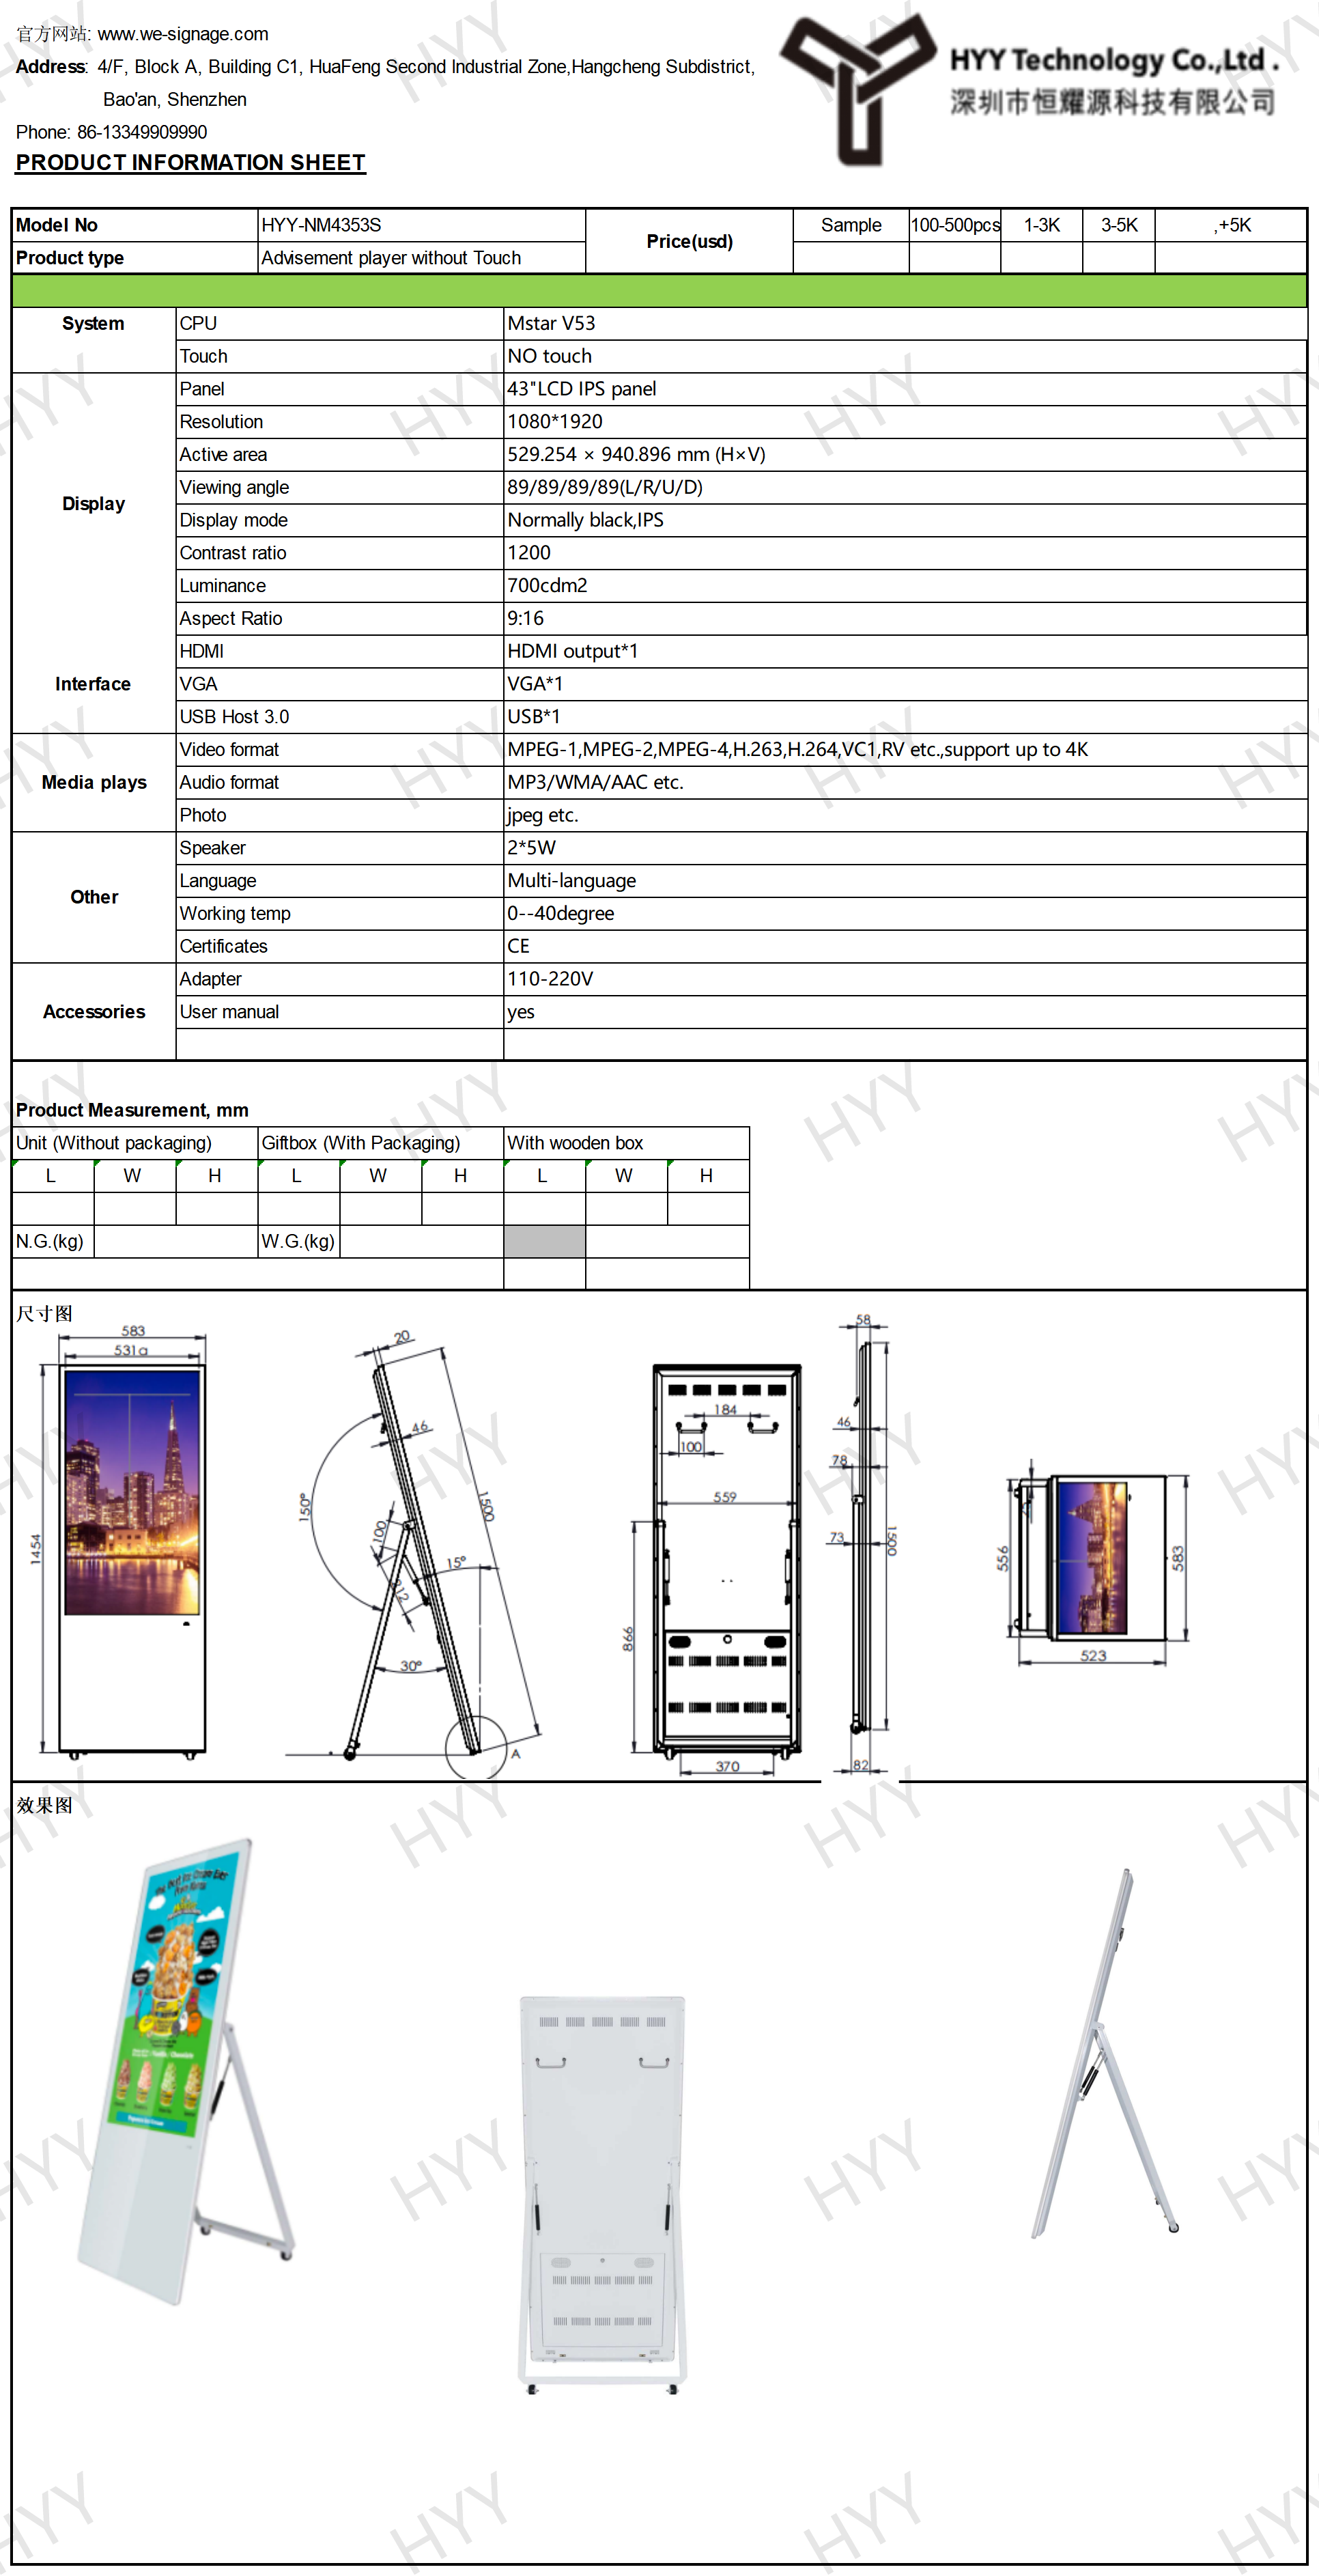 官方网站: www.we-signage.com
Address: 4/F, Block A, Building C1, HuaFeng Second Industrial Zone,Hangcheng Subdistrict,
Bao'an, Shenzhen
Phone: 86-13349909990
PRODUCT INFORMATION SHEET
HYY Technology Co.,Ltd .
深圳市恒耀源科技有限公司
Model No HYY-NM4353S Price(usd) Sample 100-500pcs 1-3K 3-5K ,+5K
Product type Advisement player without Touch
System CPU Mstar V53
Touch NO touch
Display
Panel 43"LCD IPS panel
Resolution 1080*1920
Active area 529.254 × 940.896 mm (H×V)
Viewing angle 89/89/89/89(L/R/U/D)
Display mode Normally black,IPS
Contrast ratio 1200
Luminance 700cdm2
Aspect Ratio 9:16
Interface
HDMI HDMI output*1
VGA VGA*1
USB Host 3.0 USB*1
Media plays
Video format MPEG-1,MPEG-2,MPEG-4,H.263,H.264,VC1,RV etc.,support up to 4K
Audio format MP3/WMA/AAC etc.
Photo jpeg etc.
Other
Speaker 2*5W
Language Multi-language
Working temp 0--40degree
Certificates CE
Accessories
Adapter 110-220V
User manual yes
Product Measurement, mm
Unit (Without packaging) Giftbox (With Packaging) With wooden box
L W H L W H L W H
N.G.(kg) W.G.(kg)
尺寸图
583
531a
1454
20
46
150°
1500
100
15°
212
30°
A
184
100
559
866
370
58
46
78
73
1500
82
556
583
523
效果图
HYY